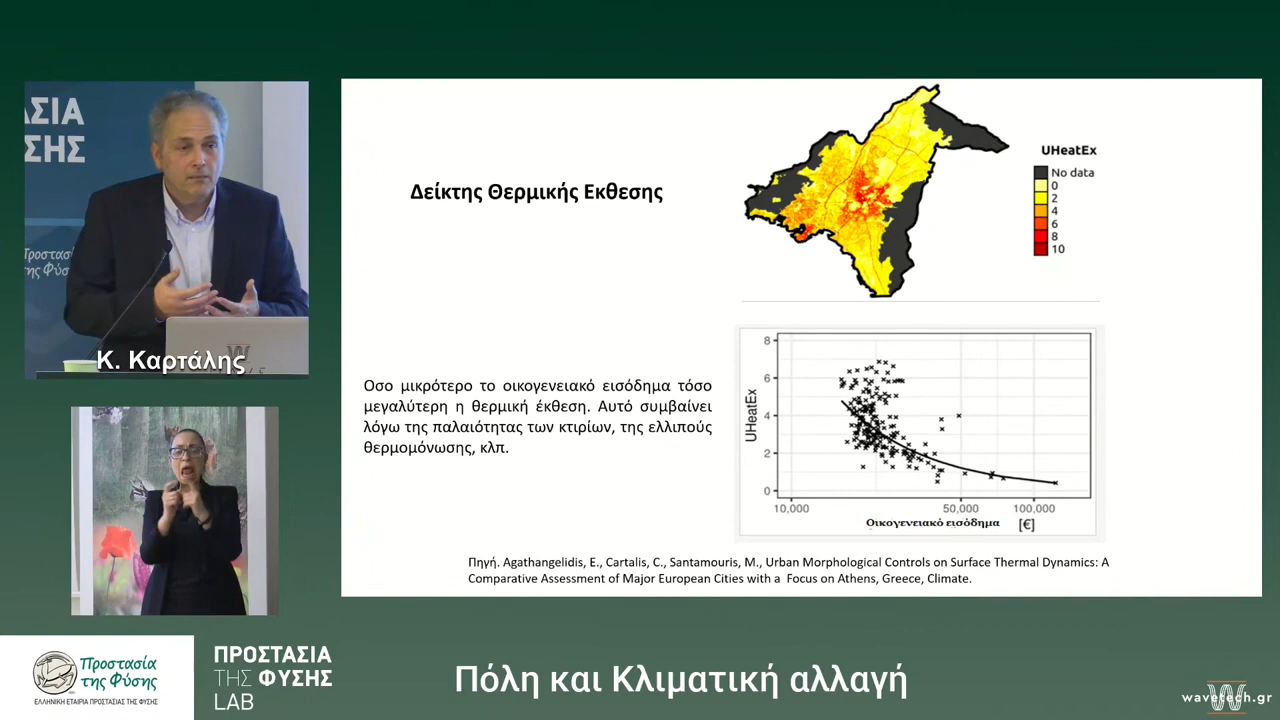 ΑΣΙΑ
ΣΗΣ
της Φύσ
Κ. Καρτάλης
Δείκτης Θερμικής Εκθεσης
UHeatEx
No data
0
2
4
6
8
10
Οσο μικρότερο το οικογενειακό εισόδημα τόσο
μεγαλύτερη η θερμική έκθεση. Αυτό συμβαίνει
λόγω της παλαιότητας των κτιρίων, της ελλιπούς
θερμομόνωσης, κλπ.
UHeatEx
8
6
4
2
0
10,000 50,000 100,000
Οικογενειακό εισόδημα [€]
Πηγή. Agathangelidis, E., Cartalis, C., Santamouris, M., Urban Morphological Controls on Surface Thermal Dynamics: A
Comparative Assessment of Major European Cities with a Focus on Athens, Greece, Climate.
Προστασία
της Φύσης
ΕΛΛΗΝΙΚΗ ΕΤΑΙΡΙΑ ΠΡΟΣΤΑΣΙΑΣ ΤΗΣ ΦΥΣΗΣ
ΠΡΟΣΤΑΣΙΑ
ΤΗΣ ΦΥΣΗΣ
LAB
Πόλη και Κλιματική αλλαγή
wavetech.gr